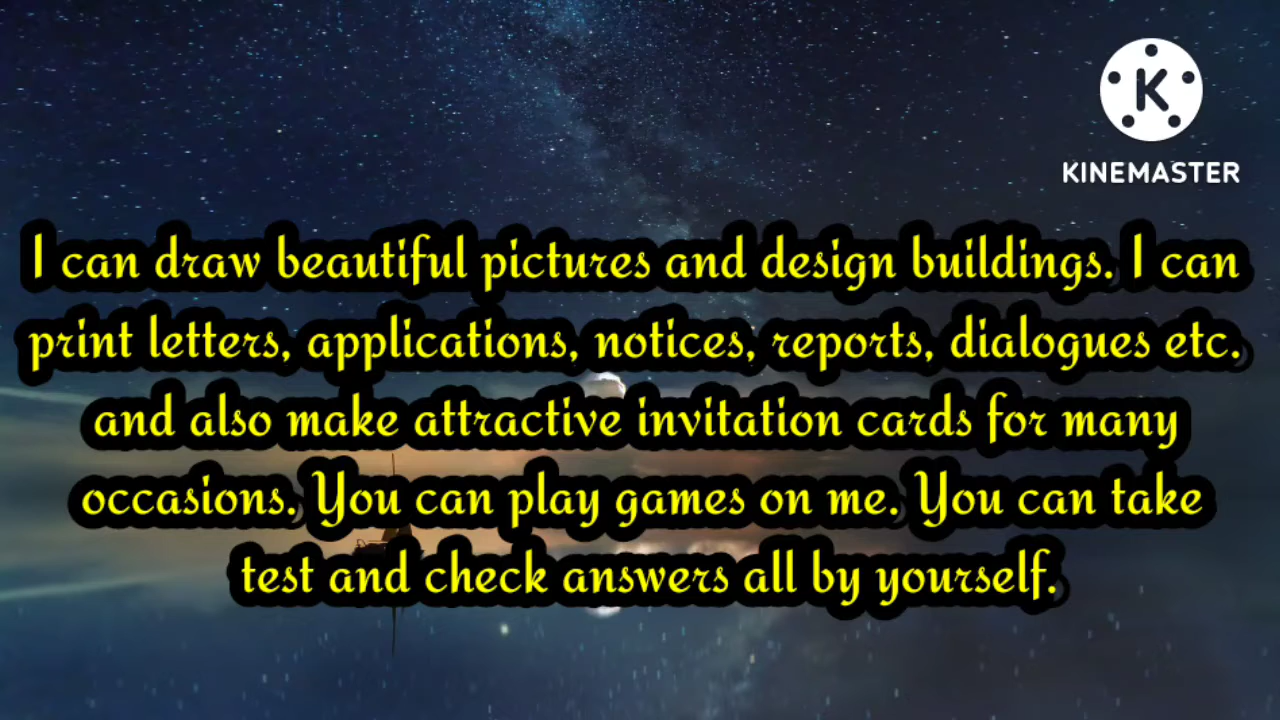 K
KINEMASTER
I can draw beautiful pictures and design buildings. I can
print letters, applications, notices, reports, dialogues etc.
and also make attractive invitation cards for many
occasions. You can play games on me. You can take
test and check answers all by yourself.